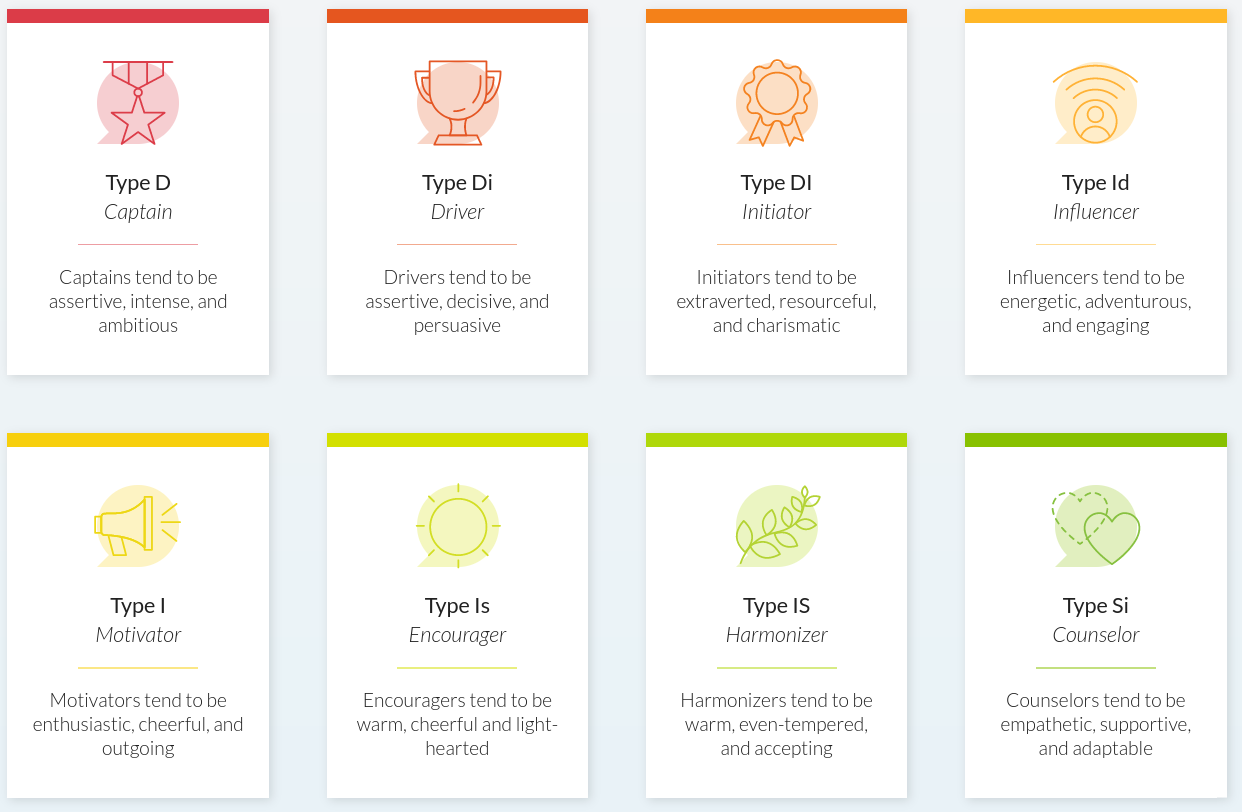 Type D
Captain
Captains tend to be
assertive, intense, and
ambitious
Type Di
Driver
Drivers tend to be
assertive, decisive, and
persuasive
Type DI
Initiator
Initiators tend to be
extraverted, resourceful,
and charismatic
Type Id
Influencer
Influencers tend to be
energetic, adventurous,
and engaging
Type I
Motivator
Motivators tend to be
enthusiastic, cheerful, and
outgoing
Type Is
Encourager
Encouragers tend to be
warm, cheerful and light-
hearted
Type IS
Harmonizer
Harmonizers tend to be
warm, even-tempered,
and accepting
Type Si
Counselor
Counselors tend to be
empathetic, supportive,
and adaptable